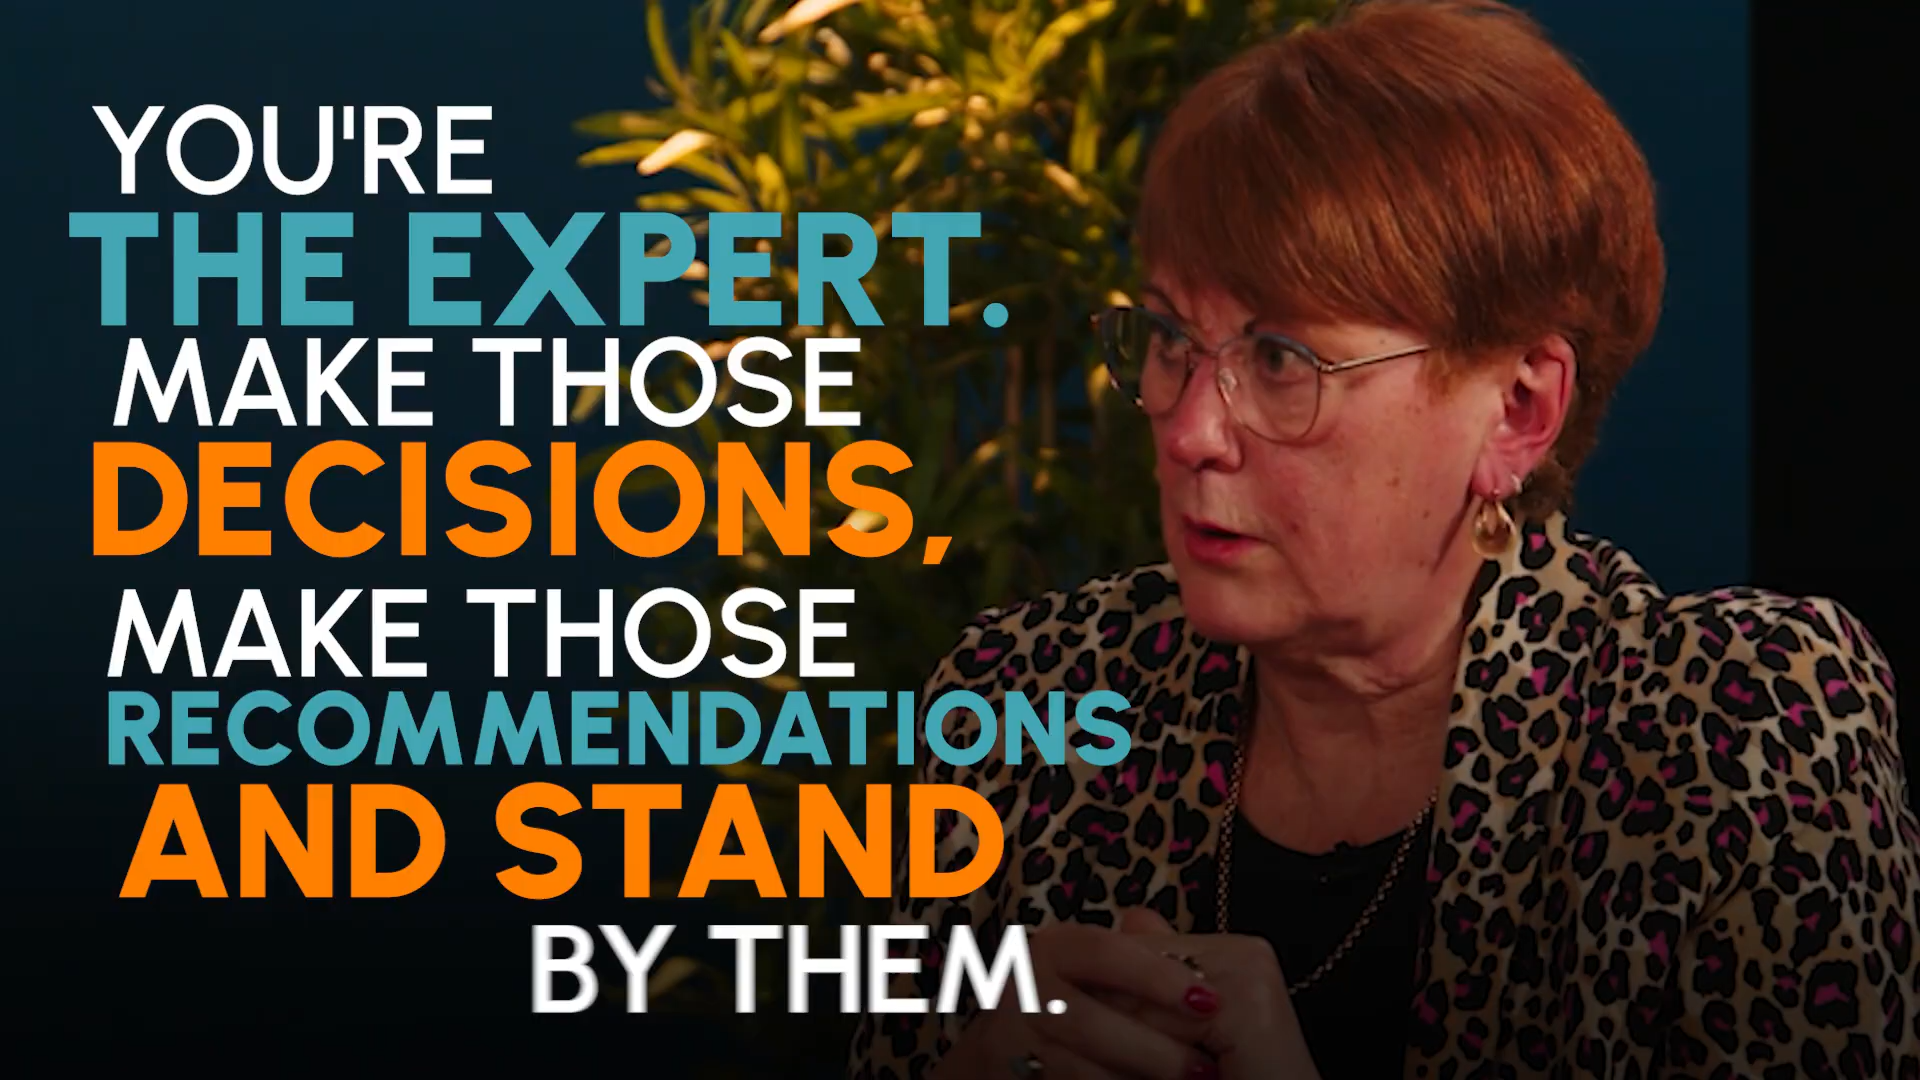 YOU'RE
THE EXPERT.
MAKE THOSE
DECISIONS,
MAKE THOSE
RECOMMENDATIONS
AND STAND
BY THEM.